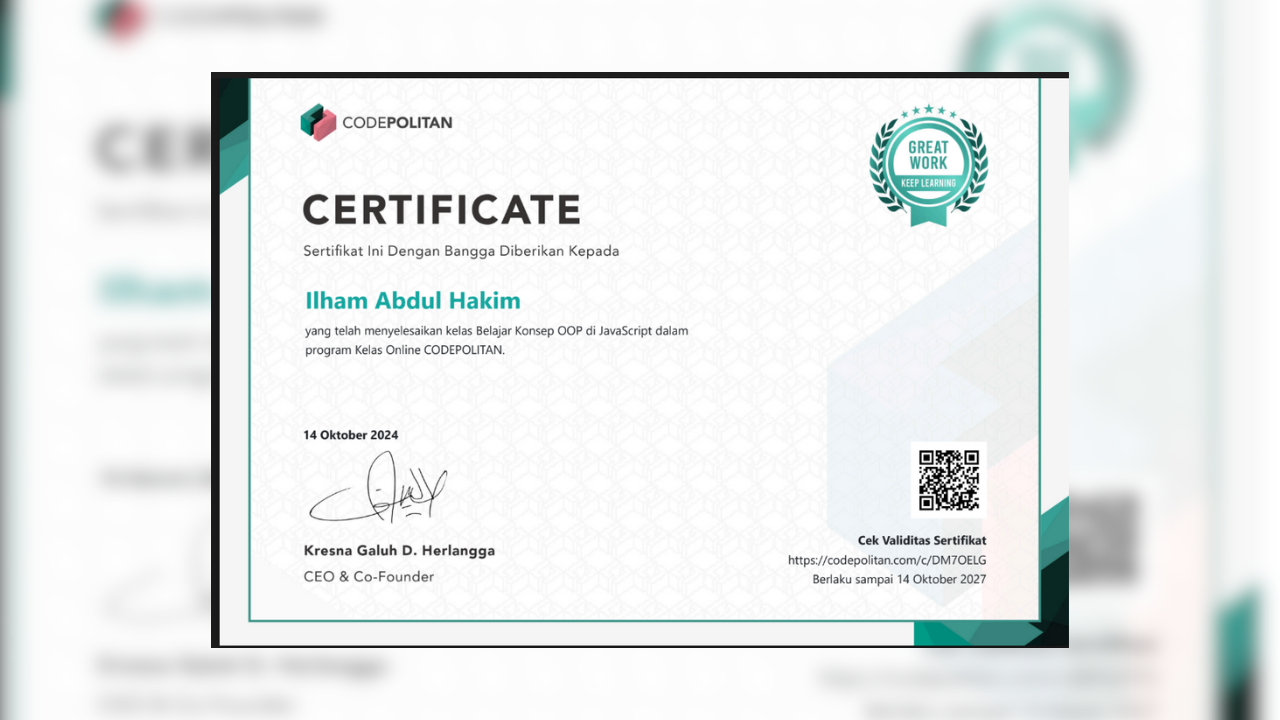 CODEPOLITAN
GREAT
WORK
KEEP LEARNING
CERTIFICATE
Sertifikat Ini Dengan Bangga Diberikan Kepada
Ilham Abdul Hakim
yang telah menyelesaikan kelas Belajar Konsep OOP di JavaScript dalam
program Kelas Online CODEPOLITAN.
14 Oktober 2024
Kresna Galuh D. Herlangga
CEO & Co-Founder
Cek Validitas Sertifikat
https://codepolitan.com/c/DM7OELG
Berlaku sampai 14 Oktober 2027